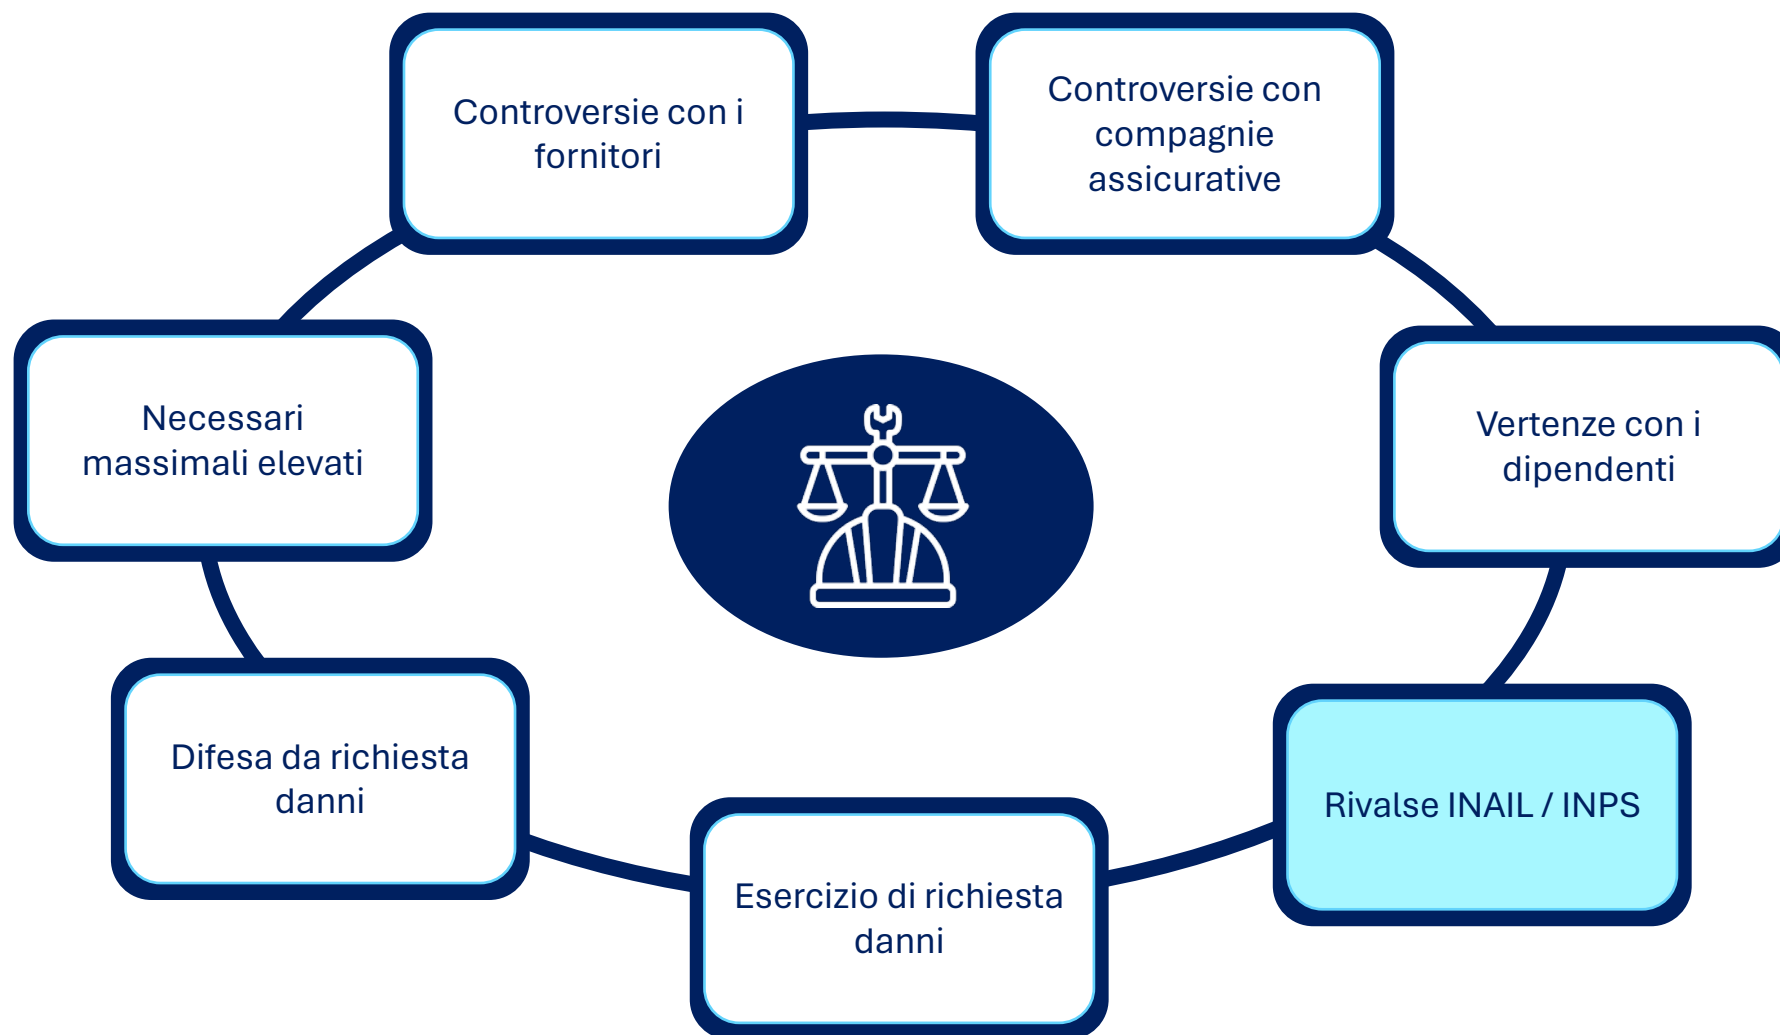 Controversie con i
fornitori
Controversie con
compagnie
assicurative
Necessari
massimali elevati
Vertenze con i
dipendenti
Difesa da richiesta
danni
Rivalse INAIL / INPS
Esercizio di richiesta
danni